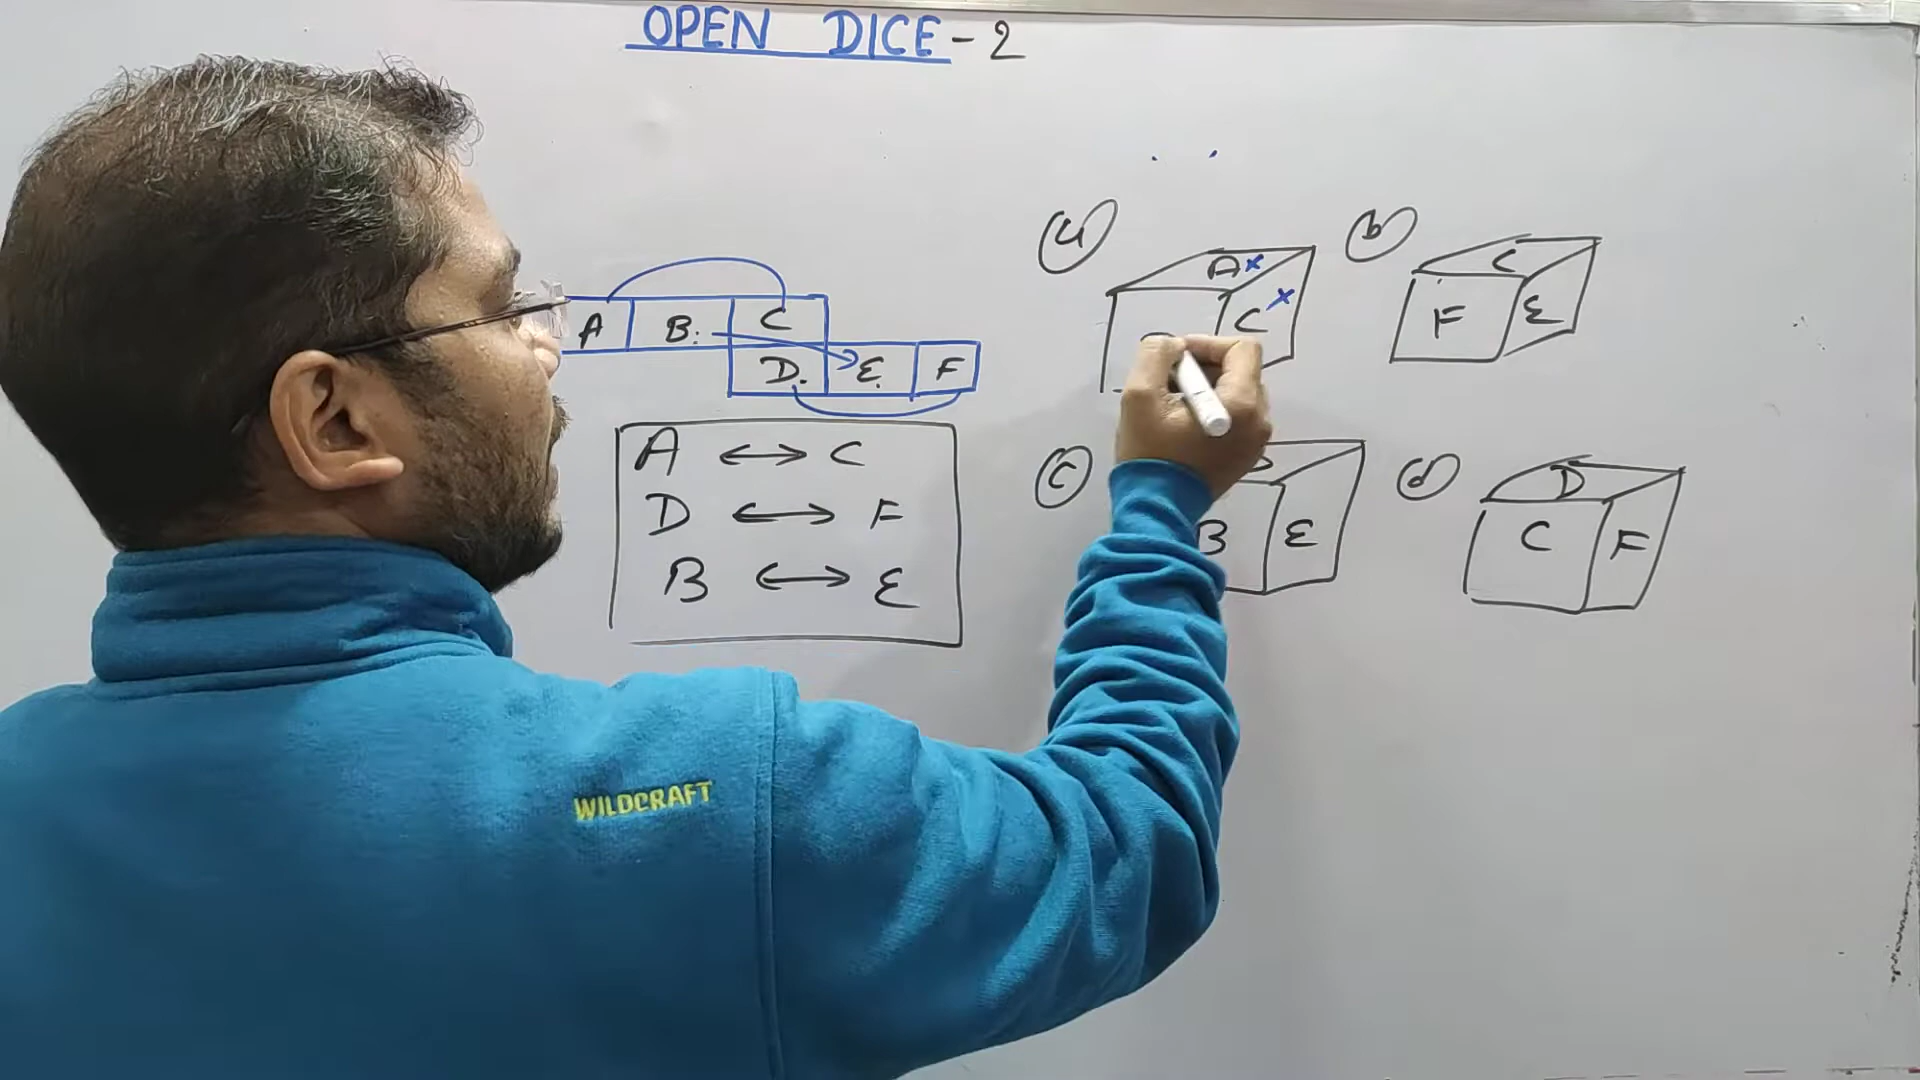 OPEN DICE - 2
A B. C
D. E. F
A ↔ C
D ↔ F
B ↔ E
(a)
A x
C x
(b)
C
F E
(c)
B E
(d)
D
C F
WILDCRAFT